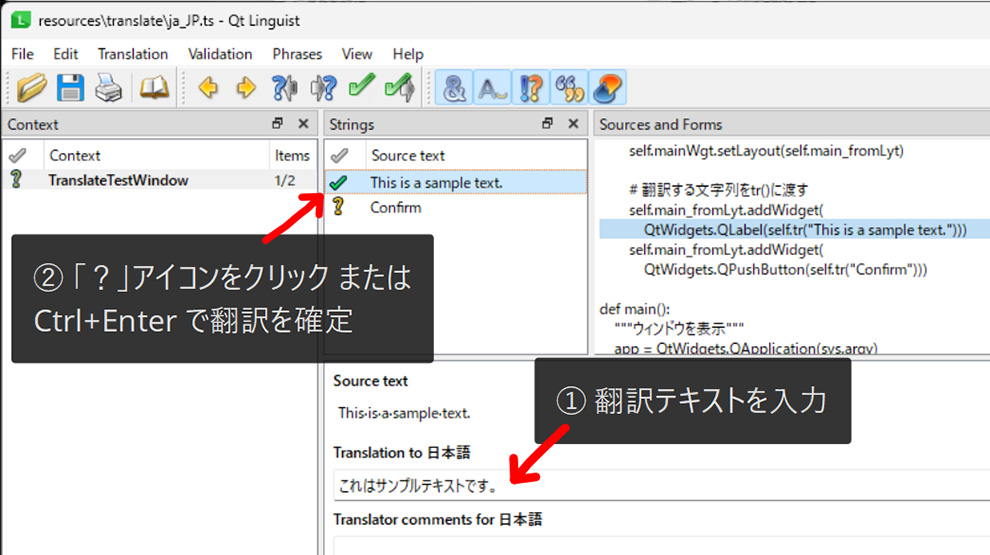 resources\translate\ja_JP.ts - Qt Linguist
File Edit Translation Validation Phrases View Help
Context
Context Items
TranslateTestWindow 1/2
Strings
Source text
This is a sample text.
Confirm
Sources and Forms
self.mainWgt.setLayout(self.main_fromLyt)
# 翻訳する文字列をtr()に渡す
self.main_fromLyt.addWidget(
QtWidgets.QLabel(self.tr("This is a sample text.")))
self.main_fromLyt.addWidget(
QtWidgets.QPushButton(self.tr("Confirm")))
def main():
"""ウィンドウを表示"""
app = QtWidgets.QApplication(sys.argv)
②「？」アイコンをクリック または
Ctrl+Enter で翻訳を確定
① 翻訳テキストを入力
Source text
This·is·a·sample·text.
Translation to 日本語
これはサンプルテキストです。
Translator comments for 日本語